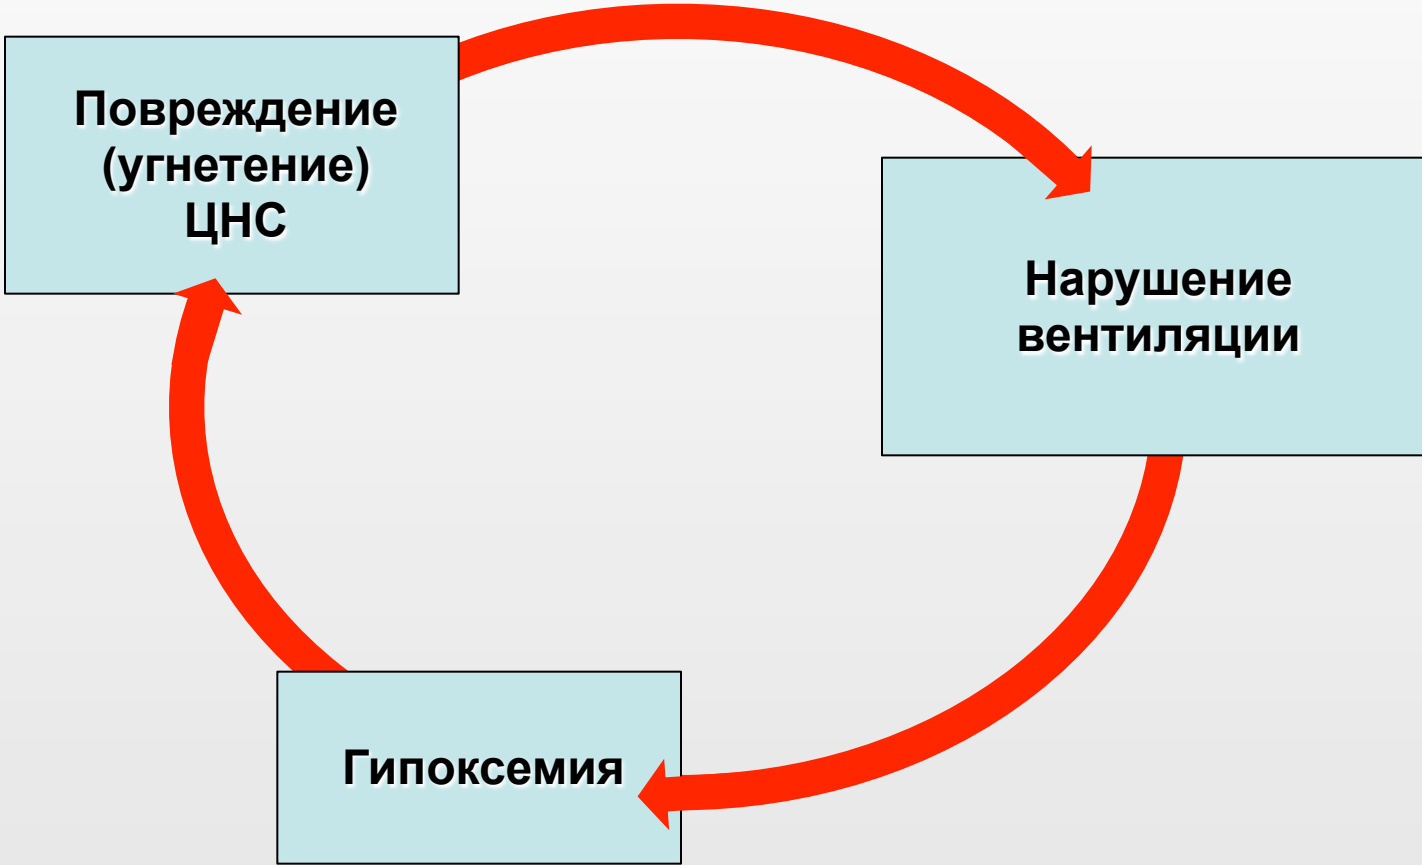 Повреждение
(угнетение)
ЦНС
Нарушение
вентиляции
Гипоксемия